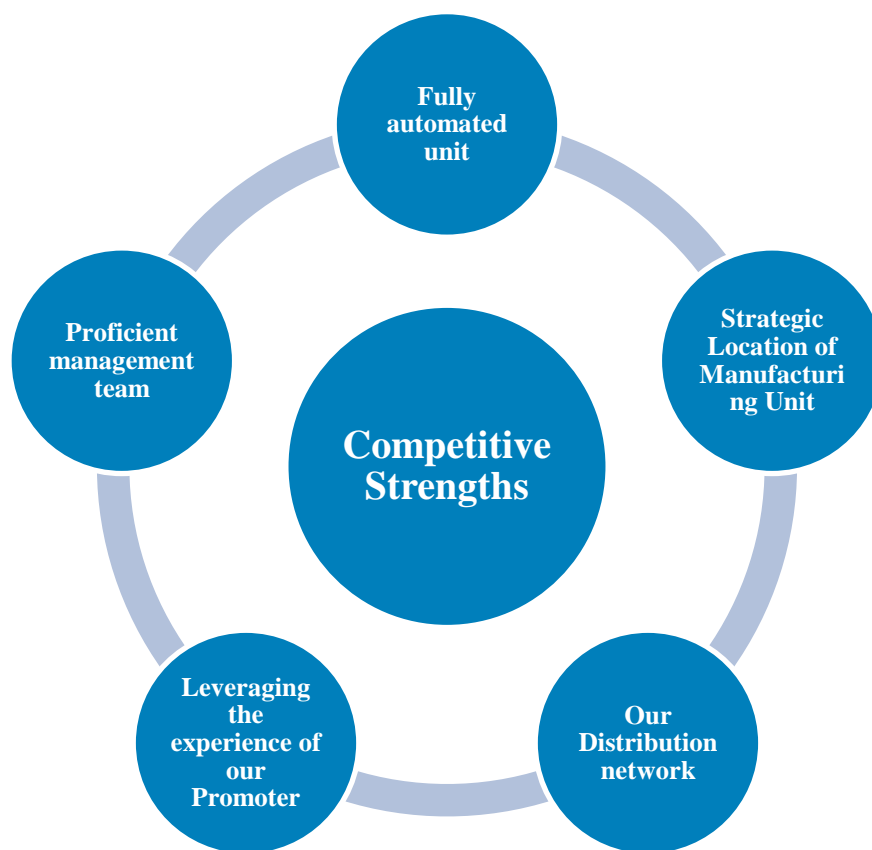 Fully
automated
unit
Strategic
Location of
Manufacturi
ng Unit
Our
Distribution
network
Leveraging
the
experience of
our
Promoter
Proficient
management
team
Competitive
Strengths